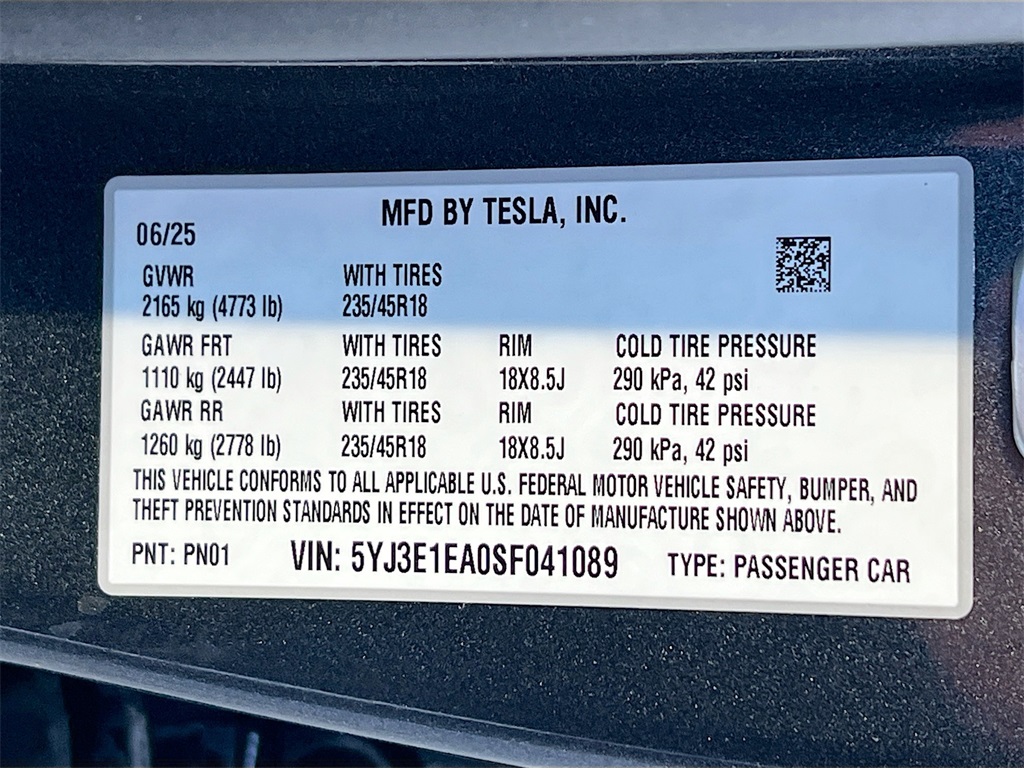 MFD BY TESLA, INC.
06/25
GVWR WITH TIRES
2165 kg (4773 lb) 235/45R18
GAWR FRT WITH TIRES RIM COLD TIRE PRESSURE
1110 kg (2447 lb) 235/45R18 18X8.5J 290 kPa, 42 psi
GAWR RR WITH TIRES RIM COLD TIRE PRESSURE
1260 kg (2778 lb) 235/45R18 18X8.5J 290 kPa, 42 psi
THIS VEHICLE CONFORMS TO ALL APPLICABLE U.S. FEDERAL MOTOR VEHICLE SAFETY, BUMPER, AND
THEFT PREVENTION STANDARDS IN EFFECT ON THE DATE OF MANUFACTURE SHOWN ABOVE.
PNT: PN01 VIN: 5YJ3E1EA0SF041089 TYPE: PASSENGER CAR